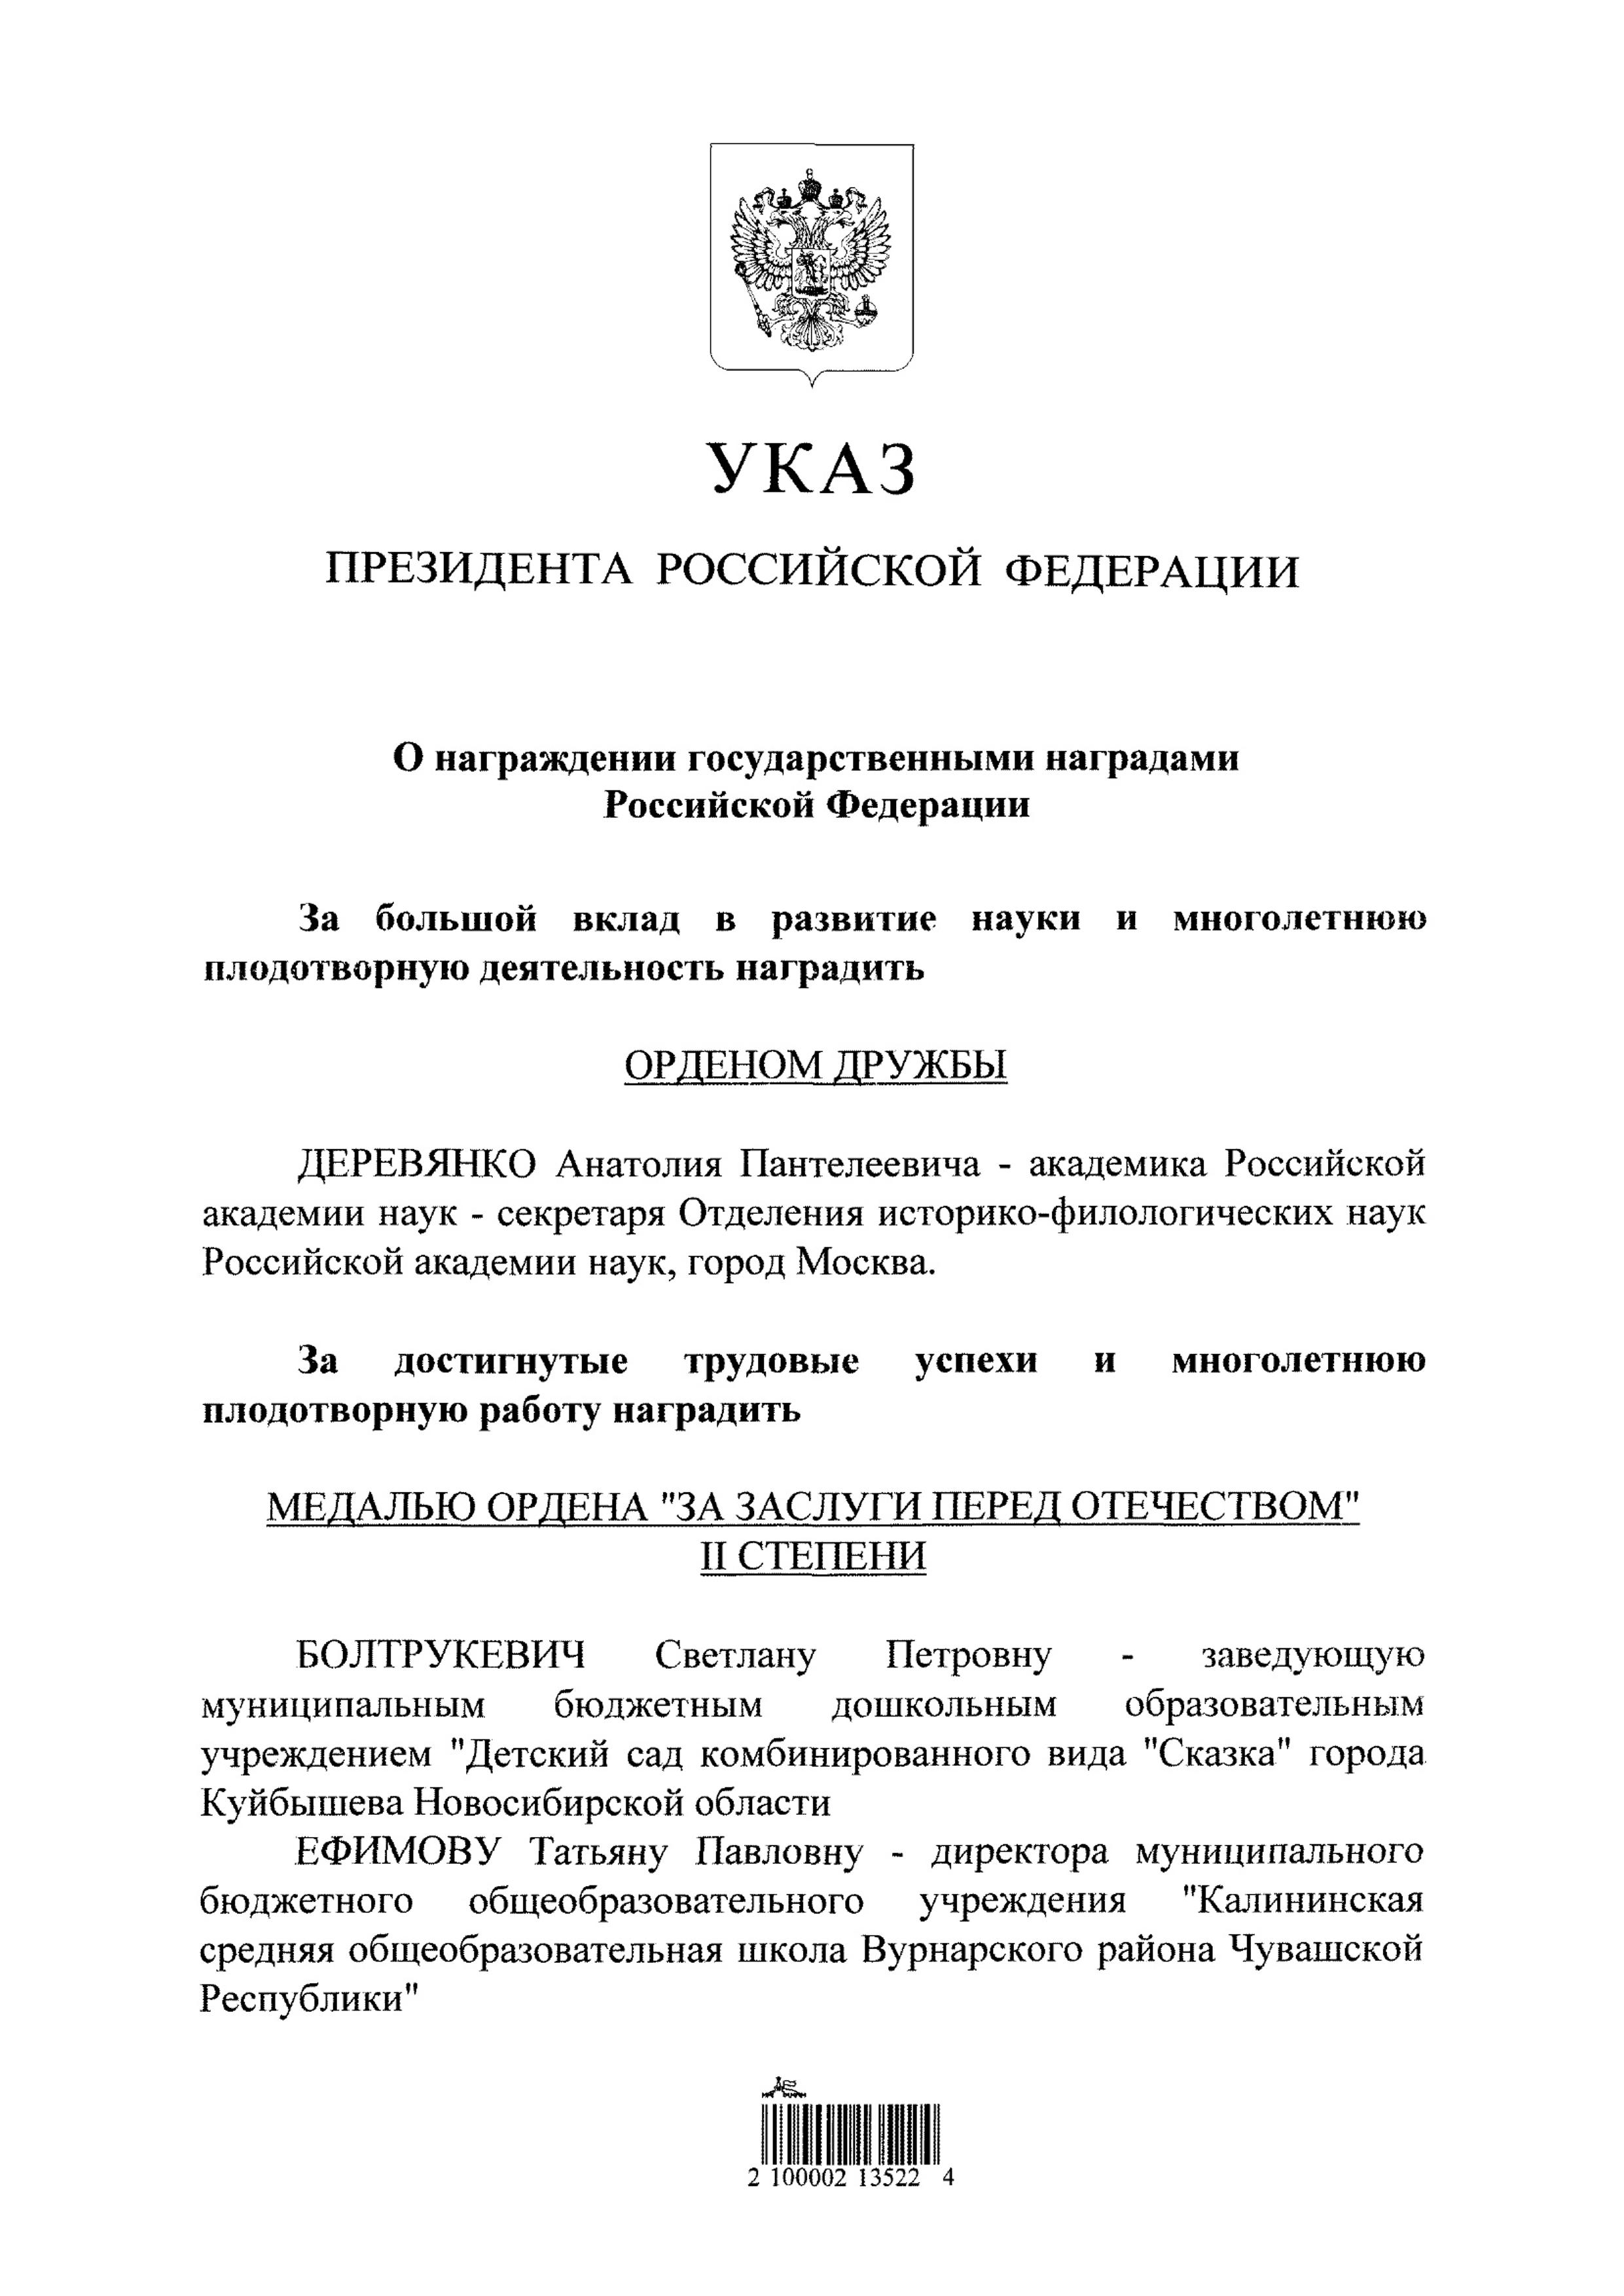 УКАЗ
ПРЕЗИДЕНТА РОССИЙСКОЙ ФЕДЕРАЦИИ
О награждении государственными наградами
Российской Федерации
За большой вклад в развитие науки и многолетнюю
плодотворную деятельность наградить
ОРДЕНОМ ДРУЖБЫ
ДЕРЕВЯНКО Анатолия Пантелеевича - академика Российской
академии наук - секретаря Отделения историко-филологических наук
Российской академии наук, город Москва.
За достигнутые трудовые успехи и многолетнюю
плодотворную работу наградить
МЕДАЛЬЮ ОРДЕНА "ЗА ЗАСЛУГИ ПЕРЕД ОТЕЧЕСТВОМ"
II СТЕПЕНИ
БОЛТРУКЕВИЧ Светлану Петровну - заведующую
муниципальным бюджетным дошкольным образовательным
учреждением "Детский сад комбинированного вида "Сказка" города
Куйбышева Новосибирской области
ЕФИМОВУ Татьяну Павловну - директора муниципального
бюджетного общеобразовательного учреждения "Калининская
средняя общеобразовательная школа Вурнарского района Чувашской
Республики"
2 100002 13522 4